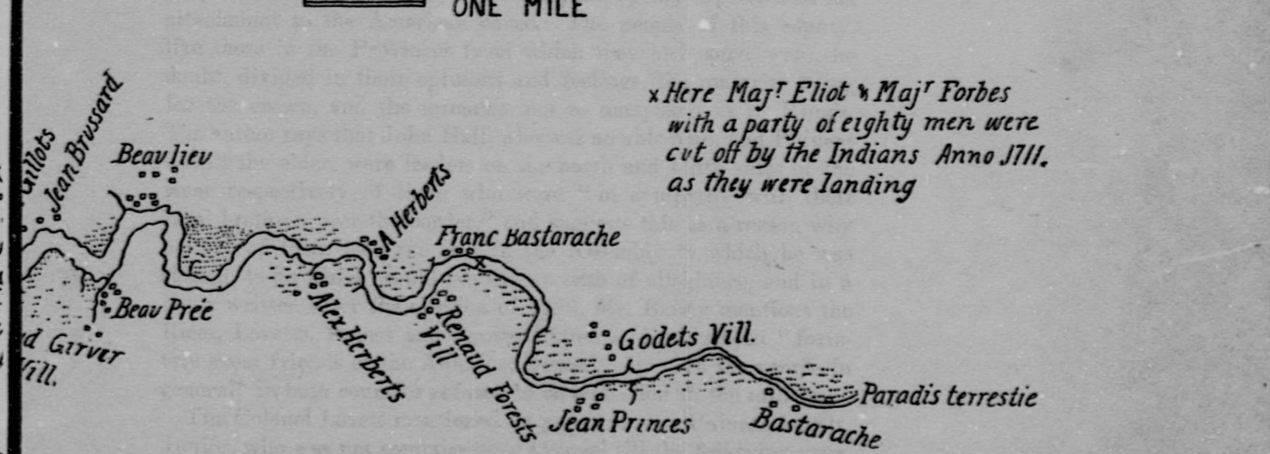 ONE MILE
x Here Majr Eliot & Majr Forbes
with a party of eighty men were
cut off by the Indians Anno 1711.
as they were landing
Jean Brussard
Beaulieu
A Herberts
Franc Bastarache
Beau Prée
Alex Herberts
Renaud Forests
Vill
Godets Vill.
Girver
Vill.
Jean Princes
Bastarache
Paradis terrestie